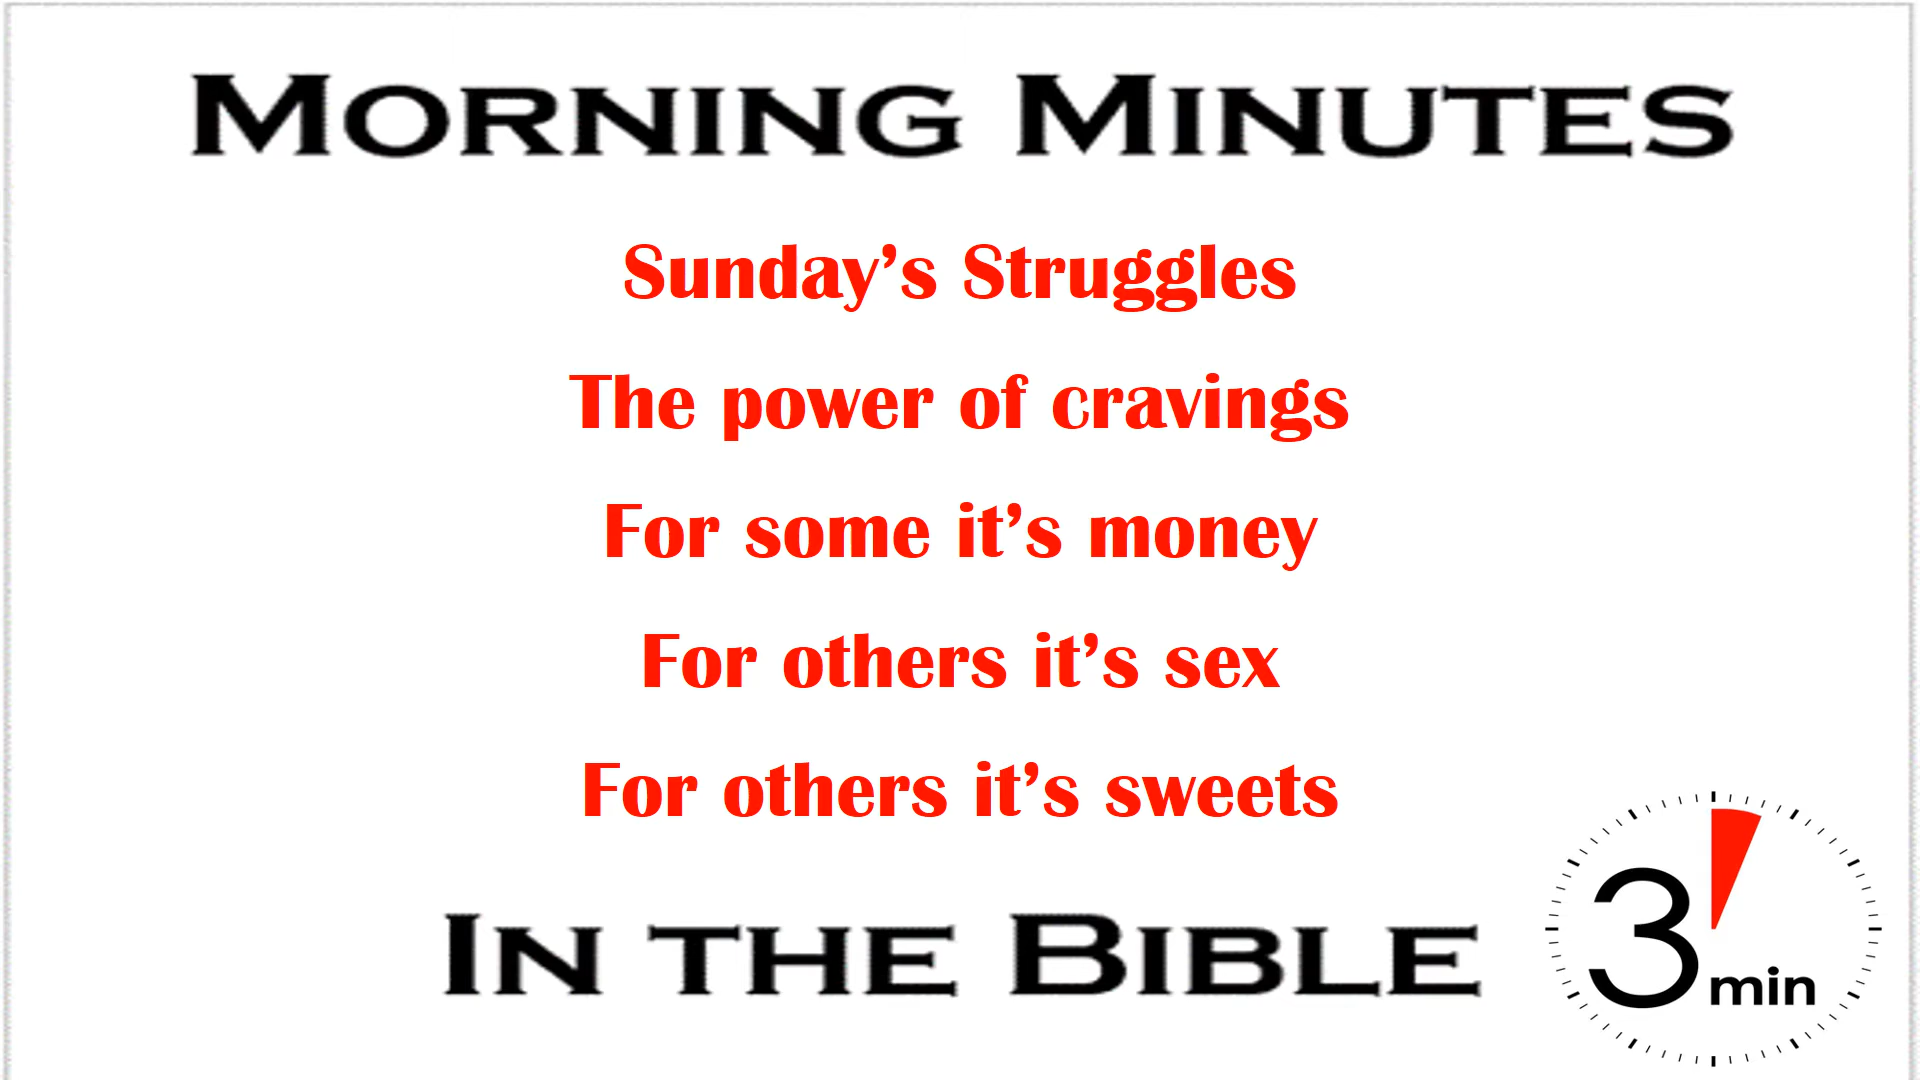 MORNING MINUTES
Sunday’s Struggles
The power of cravings
For some it’s money
For others it’s sex
For others it’s sweets
IN THE BIBLE
3 min